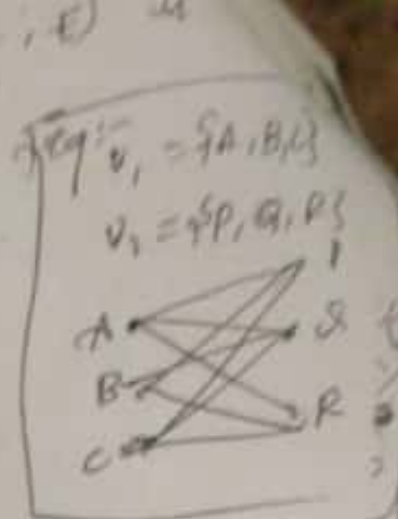 , E)
eg:-
V₁ = {A, B, C}
V₂ = {P, Q, R}
P
A
Q
B
R
C